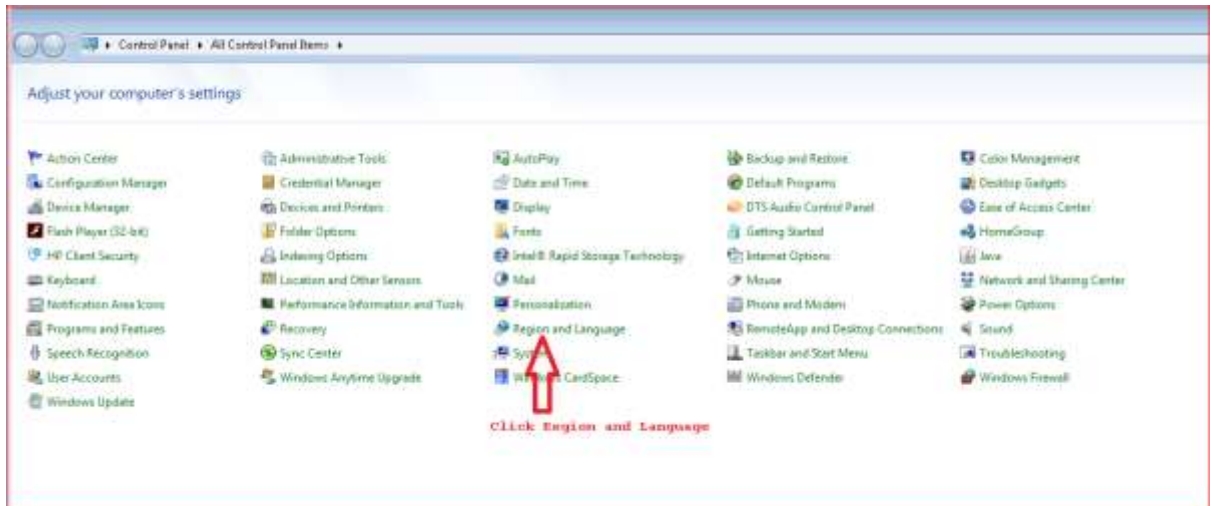 Control Panel ▸ All Control Panel Items ▸
Adjust your computer's settings
Action Center Administrative Tools AutoPlay Backup and Restore Color Management
Configuration Manager Credential Manager Date and Time Default Programs Desktop Gadgets
Device Manager Devices and Printers Display DTS Audio Control Panel Ease of Access Center
Flash Player (32-bit) Folder Options Fonts Getting Started HomeGroup
HP Client Security Indexing Options Intel® Rapid Storage Technology Internet Options Java
Keyboard Location and Other Sensors Mail Mouse Network and Sharing Center
Notification Area Icons Performance Information and Tools Personalization Phone and Modem Power Options
Programs and Features Recovery Region and Language RemoteApp and Desktop Connections Sound
Speech Recognition Sync Center Taskbar and Start Menu Troubleshooting
User Accounts Windows Anytime Upgrade CardSpace Windows Defender Windows Firewall
Windows Update
Click Region and Language